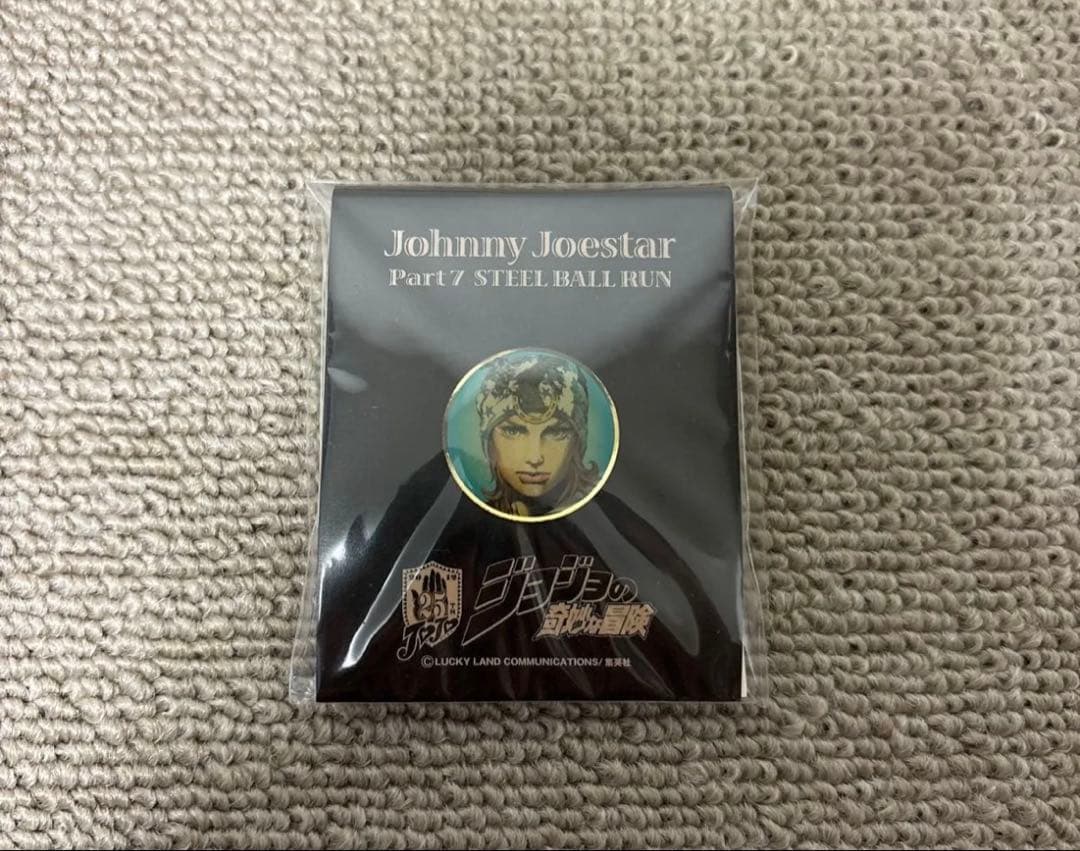 Johnny Joestar
Part 7 STEEL BALL RUN
25
ジョジョの
奇妙な冒険
©LUCKY LAND COMMUNICATIONS/集英社